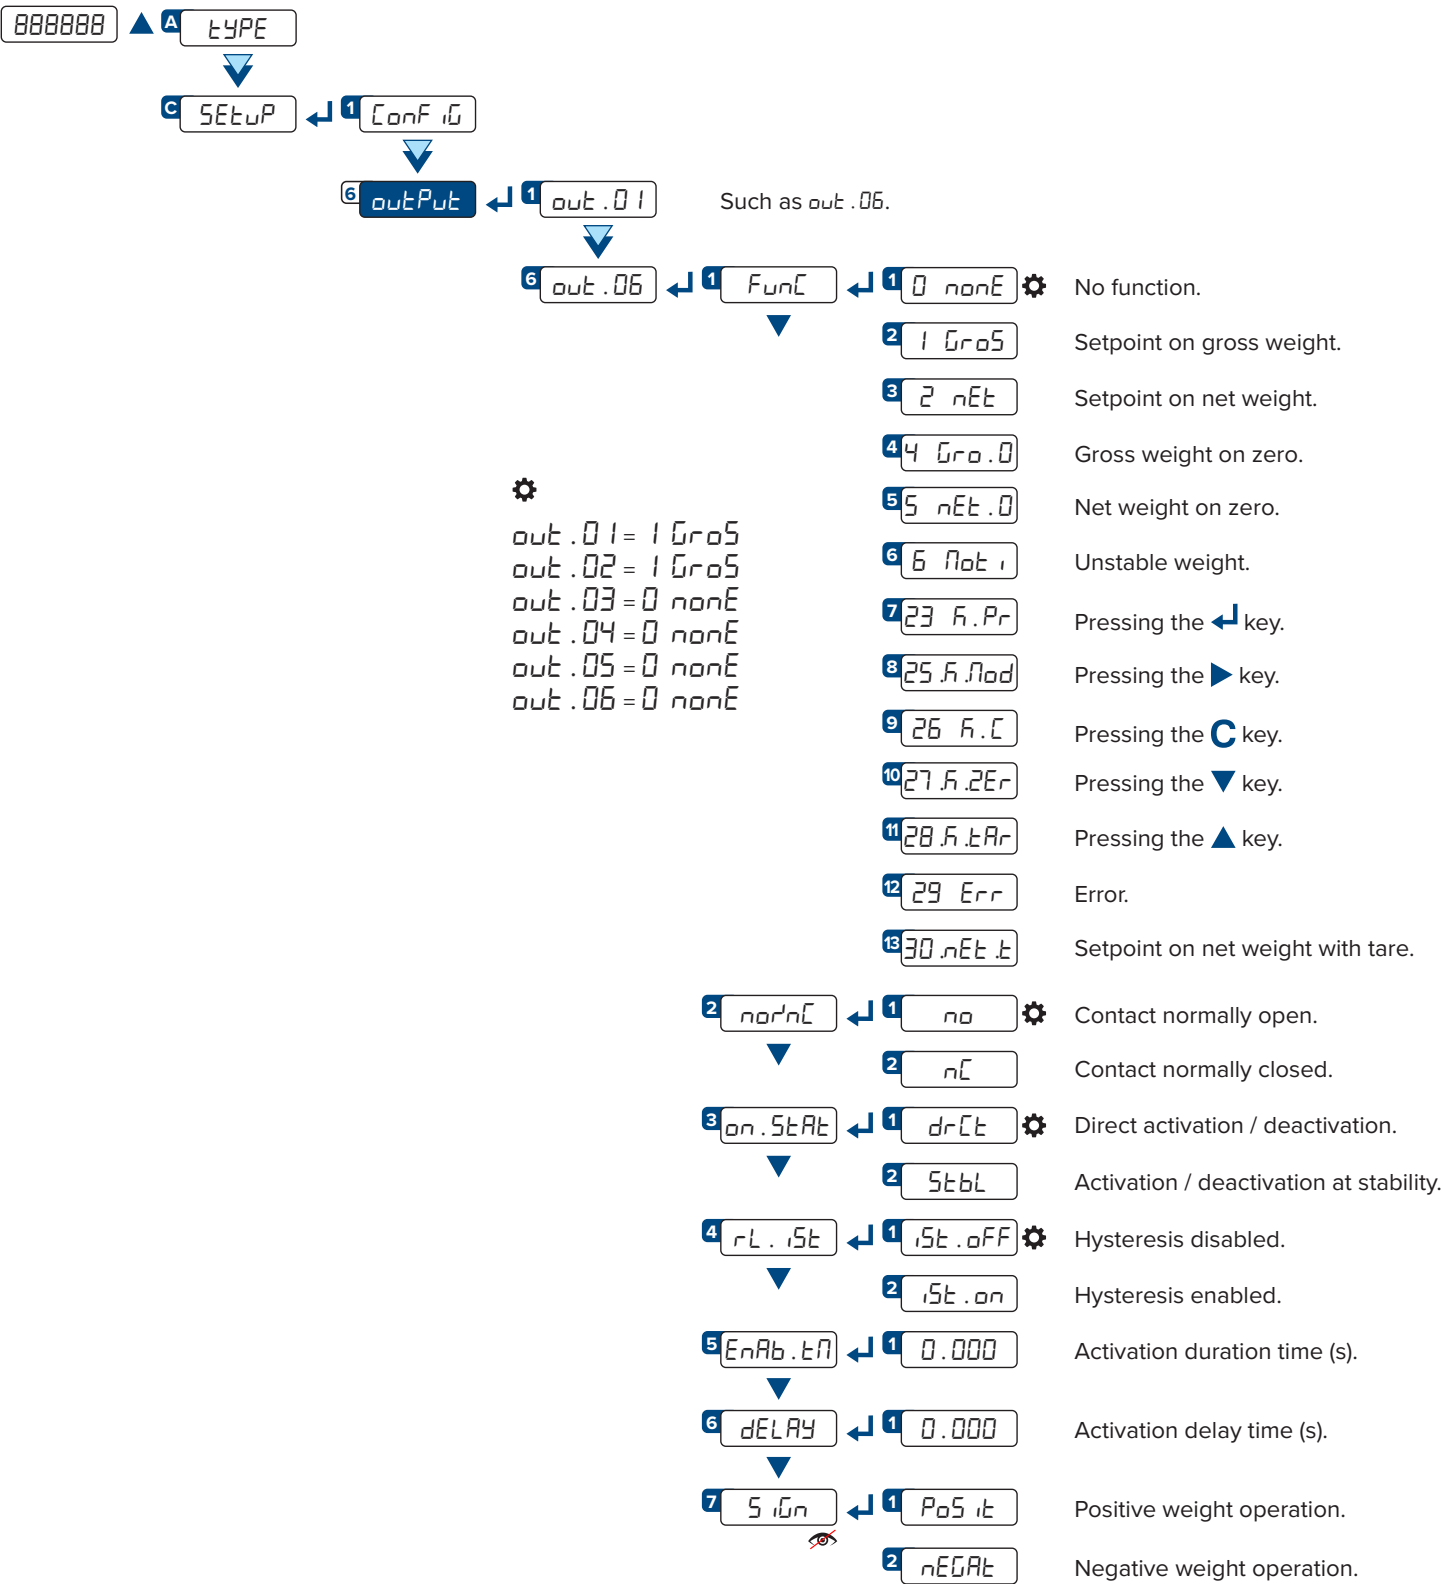 888888 A tYPE
C SEtuP 1 ConFiG
6 outPut 1 out.01 Such as out.06.
6 out.06 1 FunC 1 0 nonE No function.
2 1 GroS Setpoint on gross weight.
3 2 nEt Setpoint on net weight.
4 4 Gro.0 Gross weight on zero.
5 5 nEt.0 Net weight on zero.
out.01 = 1 GroS
out.02 = 1 GroS
out.03 = 0 nonE
out.04 = 0 nonE
out.05 = 0 nonE
out.06 = 0 nonE
6 6 Moti Unstable weight.
7 23 K.Pr Pressing the key.
8 25.K.Mod Pressing the key.
9 26 K.C Pressing the C key.
10 27.K.ZEr Pressing the key.
11 28.K.tAr Pressing the key.
12 29 Err Error.
13 30.nEt.t Setpoint on net weight with tare.
2 no/nC 1 no Contact normally open.
2 nC Contact normally closed.
3 on.StAt 1 drCt Direct activation / deactivation.
2 StbL Activation / deactivation at stability.
4 rL.iSt 1 iSt.oFF Hysteresis disabled.
2 iSt.on Hysteresis enabled.
5 EnAb.tM 1 0.000 Activation duration time (s).
6 dELAY 1 0.000 Activation delay time (s).
7 SiGn 1 PoSit Positive weight operation.
2 nEGAt Negative weight operation.